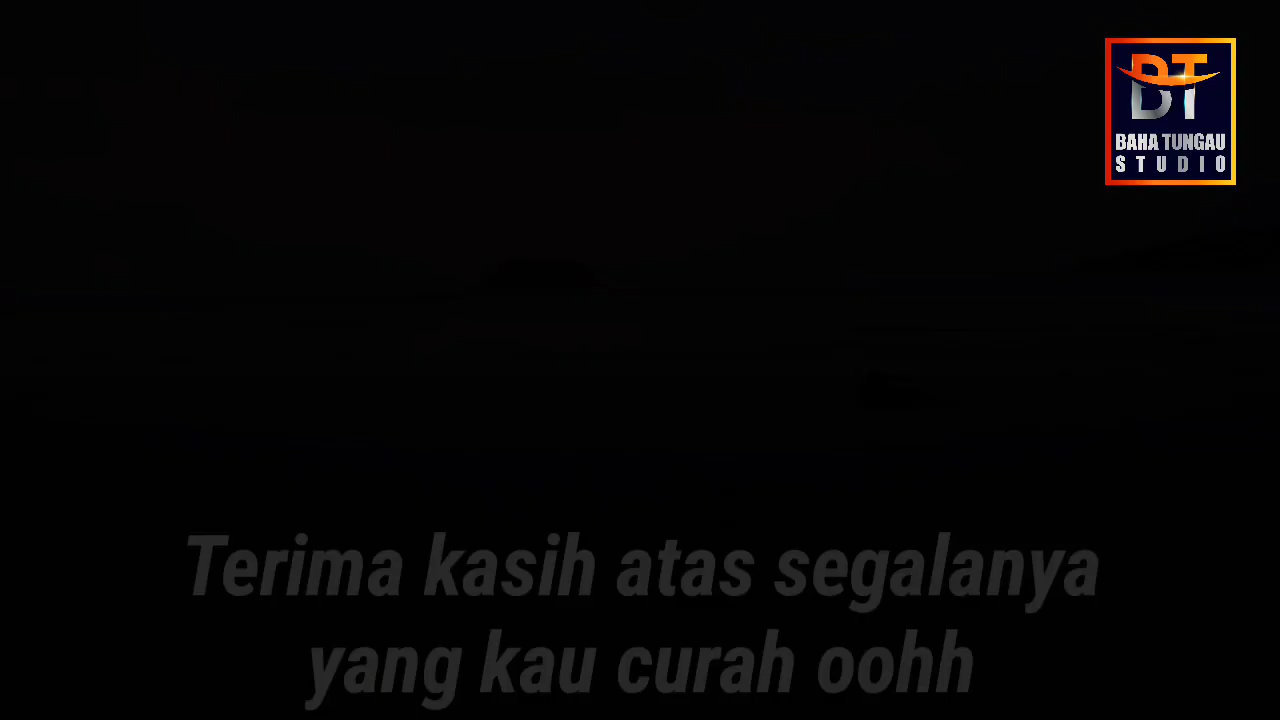 BT
BAHA TUNGAU
STUDIO
Terima kasih atas segalanya
yang kau curah oohh